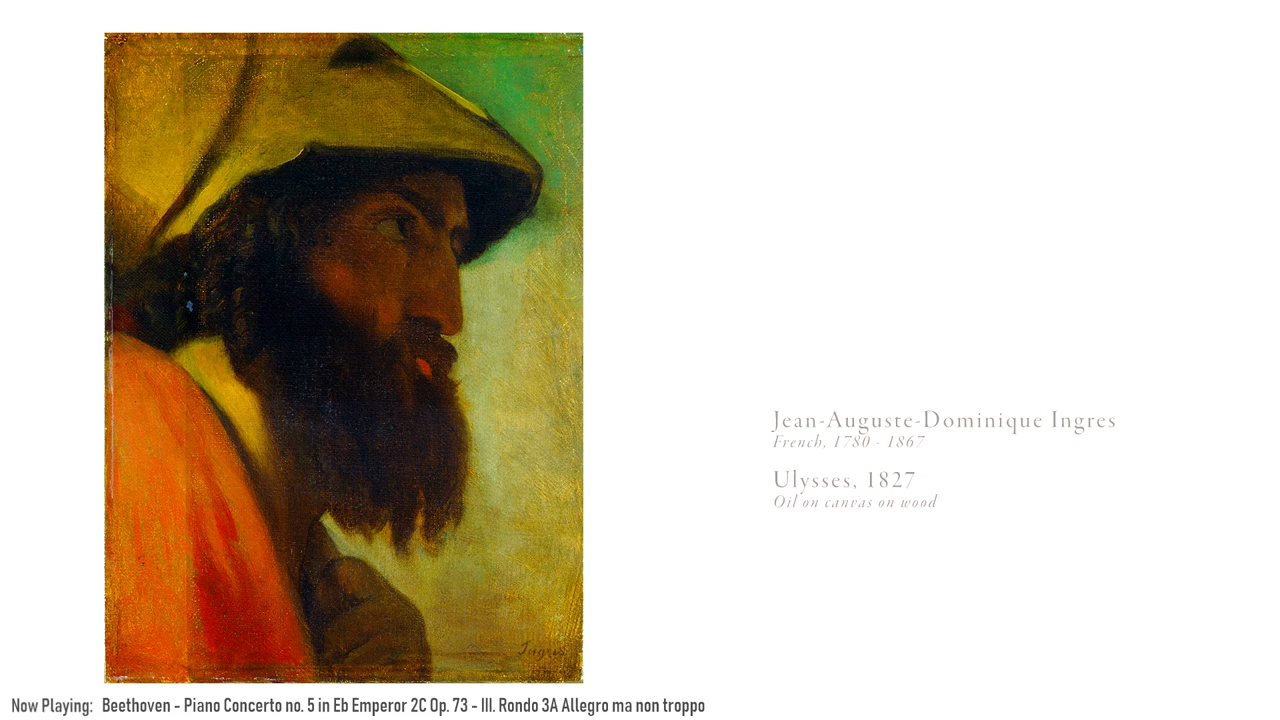 Jean-Auguste-Dominique Ingres
French, 1780 - 1867
Ulysses, 1827
Oil on canvas on wood
Ingres
Now Playing: Beethoven - Piano Concerto no. 5 in Eb Emperor 2C Op. 73 - III. Rondo 3A Allegro ma non troppo